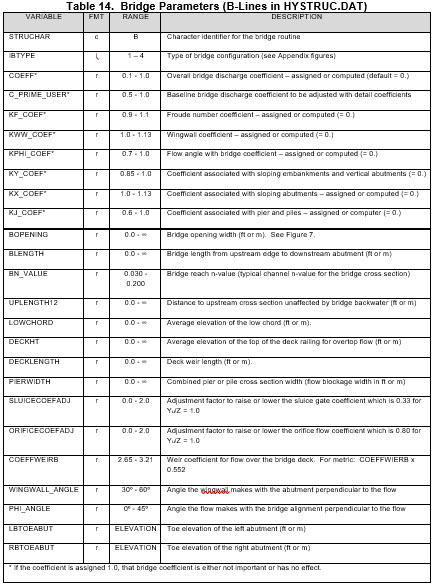 Table 14. Bridge Parameters (B-Lines in HYSTRUC.DAT)
VARIABLE FMT RANGE DESCRIPTION
STRUCHAR c B Character identifier for the bridge routine
IBTYPE 1 – 4 Type of bridge configuration (see Appendix figures)
COEFF* r 0.1 - 1.0 Overall bridge discharge coefficient – assigned or computed (default = 0.)
C_PRIME_USER* r 0.5 - 1.0 Baseline bridge discharge coefficient to be adjusted with detail coefficients
KF_COEF* r 0.9 - 1.1 Froude number coefficient – assigned or computed (= 0.)
KWW_COEF* r 1.0 - 1.13 Wingwall coefficient – assigned or computed (= 0.)
KPHI_COEF* r 0.7 - 1.0 Flow angle with bridge coefficient – assigned or computed (= 0.)
KY_COEF* r 0.85 - 1.0 Coefficient associated with sloping embankments and vertical abutments (= 0.)
KX_COEF* r 1.0 - 1.13 Coefficient associated with sloping abutments – assigned or computed (= 0.)
KJ_COEF* r 0.6 - 1.0 Coefficient associated with pier and piles – assigned or computer (= 0.)
BOPENING r 0.0 - ∞ Bridge opening width (ft or m). See Figure 7.
BLENGTH r 0.0 - ∞ Bridge length from upstream edge to downstream abutment (ft or m)
BN_VALUE r 0.030 - Bridge reach n-value (typical channel n-value for the bridge cross section)
0.200
UPLENGTH12 r 0.0 - ∞ Distance to upstream cross section unaffected by bridge backwater (ft or m)
LOWCHORD r 0.0 - ∞ Average elevation of the low chord (ft or m).
DECKHT r 0.0 - ∞ Average elevation of the top of the deck railing for overtop flow (ft or m)
DECKLENGTH r 0.0 - ∞ Deck weir length (ft or m).
PIERWIDTH r 0.0 - ∞ Combined pier or pile cross section width (flow blockage width in ft or m)
SLUICECOEFADJ r 0.0 - 2.0 Adjustment factor to raise or lower the sluice gate coefficient which is 0.33 for
Yᵤ/Z = 1.0
ORIFICECOEFADJ r 0.0 - 2.0 Adjustment factor to raise or lower the orifice flow coefficient which is 0.80 for
Yᵤ/Z = 1.0
COEFFWEIRB r 2.65 - 3.21 Weir coefficient for flow over the bridge deck. For metric: COEFFWIERB x
0.552
WINGWALL_ANGLE r 30º - 60º Angle the wingwall makes with the abutment perpendicular to the flow
PHI_ANGLE r 0º - 45º Angle the flow makes with the bridge alignment perpendicular to the flow
LBTOEABUT r ELEVATION Toe elevation of the left abutment (ft or m)
RBTOEABUT r ELEVATION Toe elevation of the right abutment (ft or m)
* If the coefficient is assigned 1.0, that bridge coefficient is either not important or has no effect.